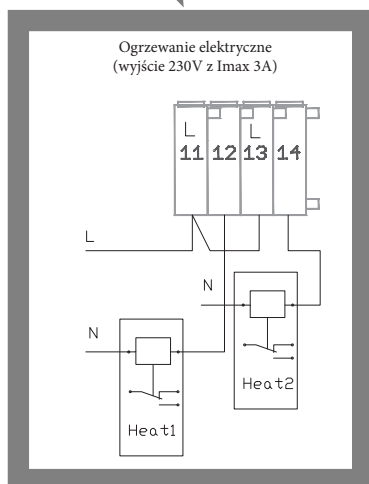 Ogrzewanie elektryczne
(wyjście 230V z Imax 3A)
L L
11 12 13 14
L
N
N
Heat2
Heat1